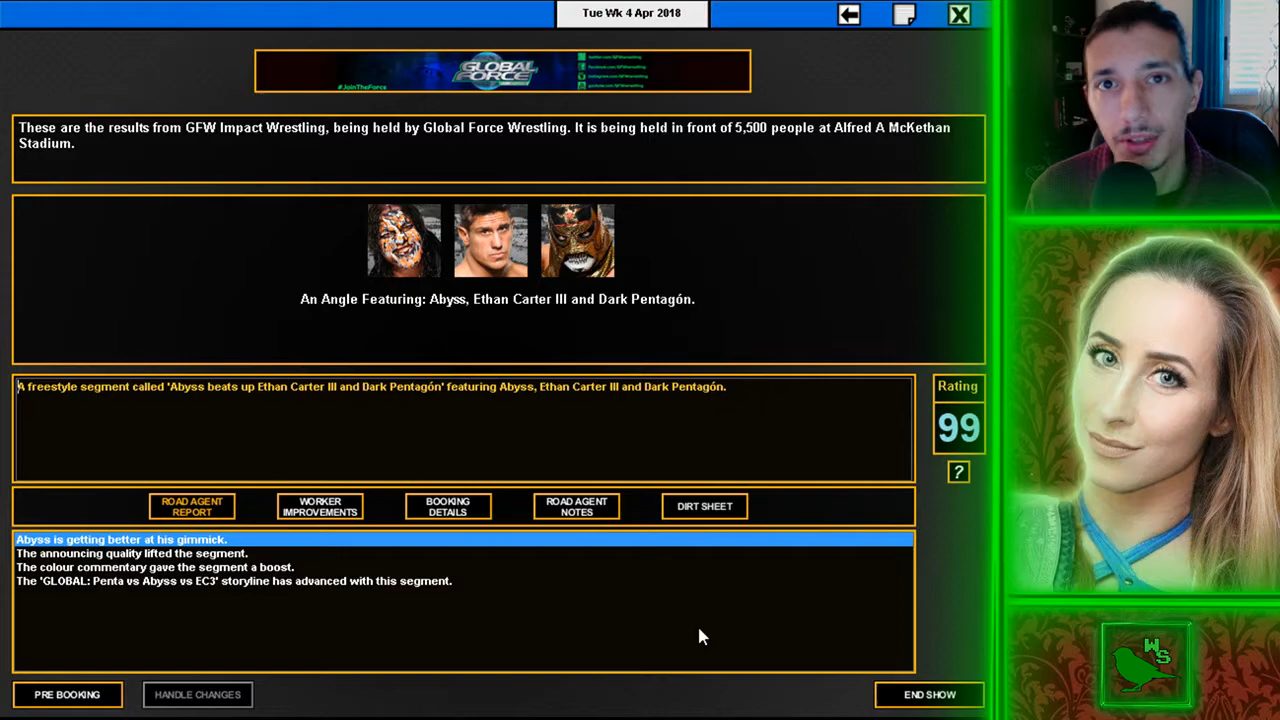 Tue Wk 4 Apr 2018
GLOBAL
FORCE
#JoinTheForce
These are the results from GFW Impact Wrestling, being held by Global Force Wrestling. It is being held in front of 5,500 people at Alfred A McKethan
Stadium.
An Angle Featuring: Abyss, Ethan Carter III and Dark Pentagón.
A freestyle segment called 'Abyss beats up Ethan Carter III and Dark Pentagón' featuring Abyss, Ethan Carter III and Dark Pentagón.
Rating
99
?
ROAD AGENT
REPORT
WORKER
IMPROVEMENTS
BOOKING
DETAILS
ROAD AGENT
NOTES
DIRT SHEET
Abyss is getting better at his gimmick.
The announcing quality lifted the segment.
The colour commentary gave the segment a boost.
The 'GLOBAL: Penta vs Abyss vs EC3' storyline has advanced with this segment.
PRE BOOKING
HANDLE CHANGES
END SHOW
WS